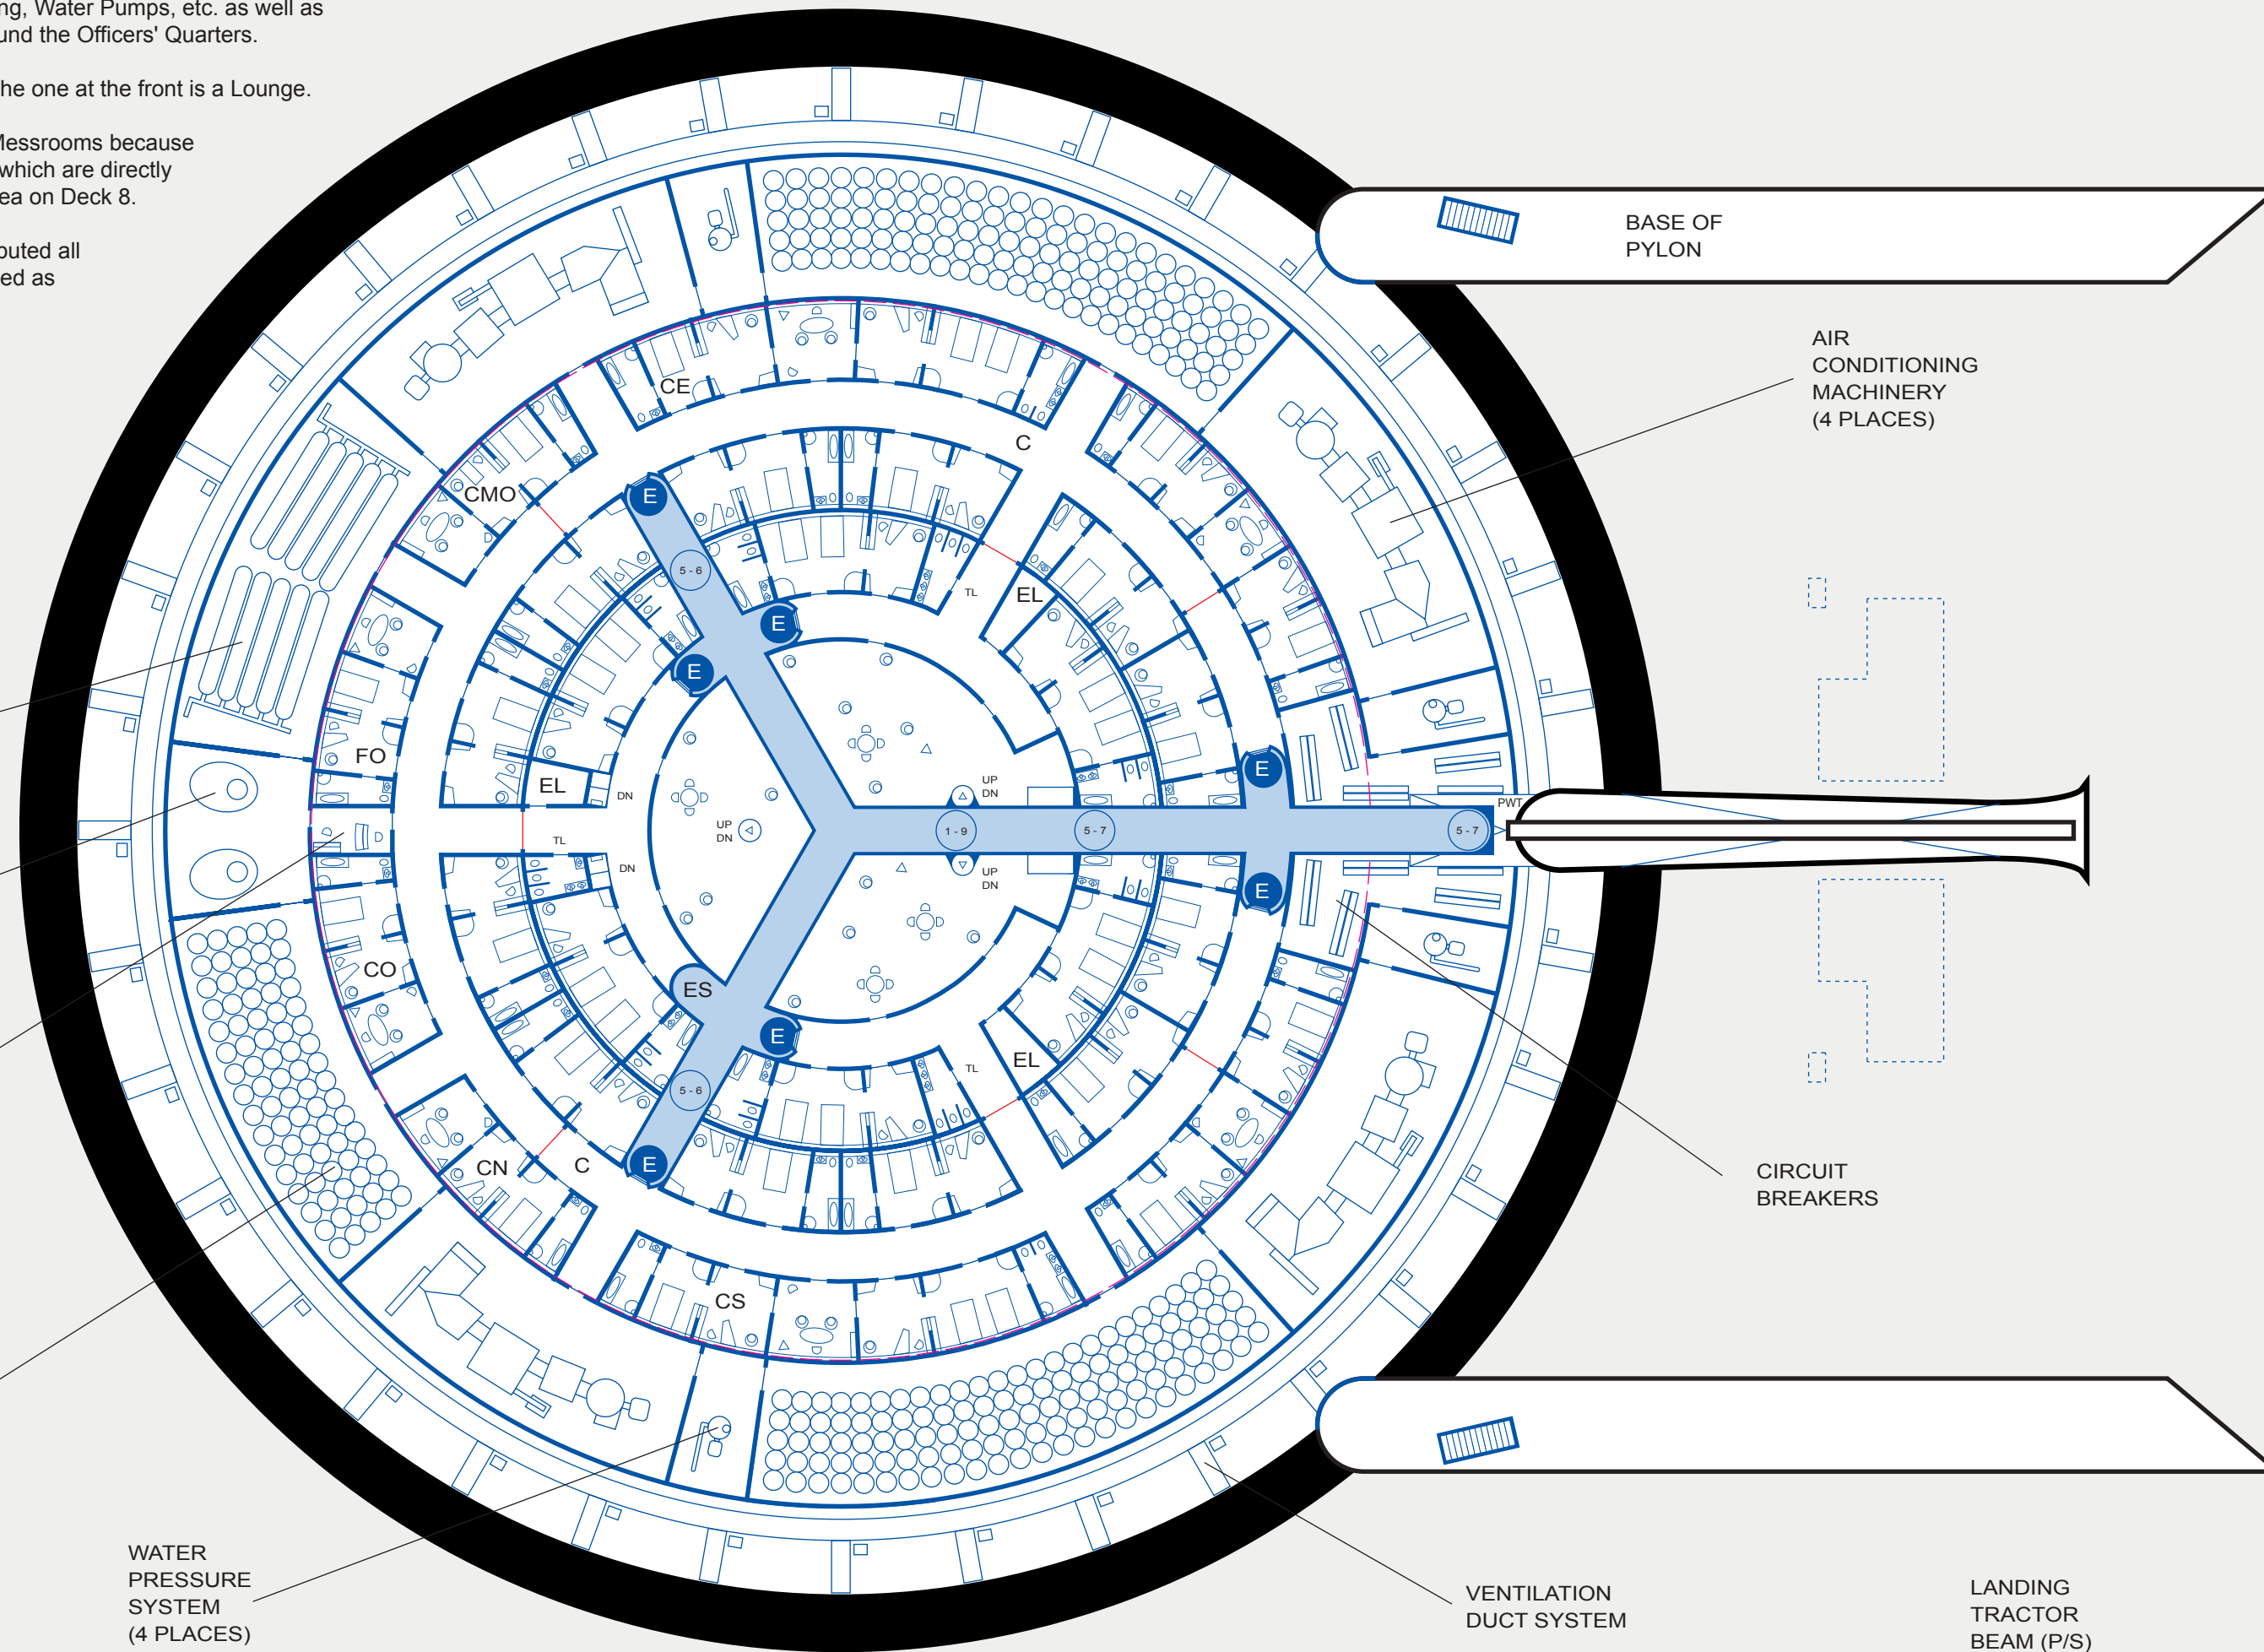 ng, Water Pumps, etc. as well as
und the Officers' Quarters.
he one at the front is a Lounge.
Messrooms because
which are directly
ea on Deck 8.
buted all
ed as
BASE OF
PYLON
AIR
CONDITIONING
MACHINERY
(4 PLACES)
CE
C
CMO
E
5 - 6
E
TL
EL
E
FO
EL
DN
UP
DN
E
PWT
UP
DN
1 - 9
5 - 7
5 - 7
TL
DN
UP
DN
E
CO
ES
E
EL
TL
5 - 6
CN
C
E
CIRCUIT
BREAKERS
CS
WATER
PRESSURE
SYSTEM
(4 PLACES)
VENTILATION
DUCT SYSTEM
LANDING
TRACTOR
BEAM (P/S)